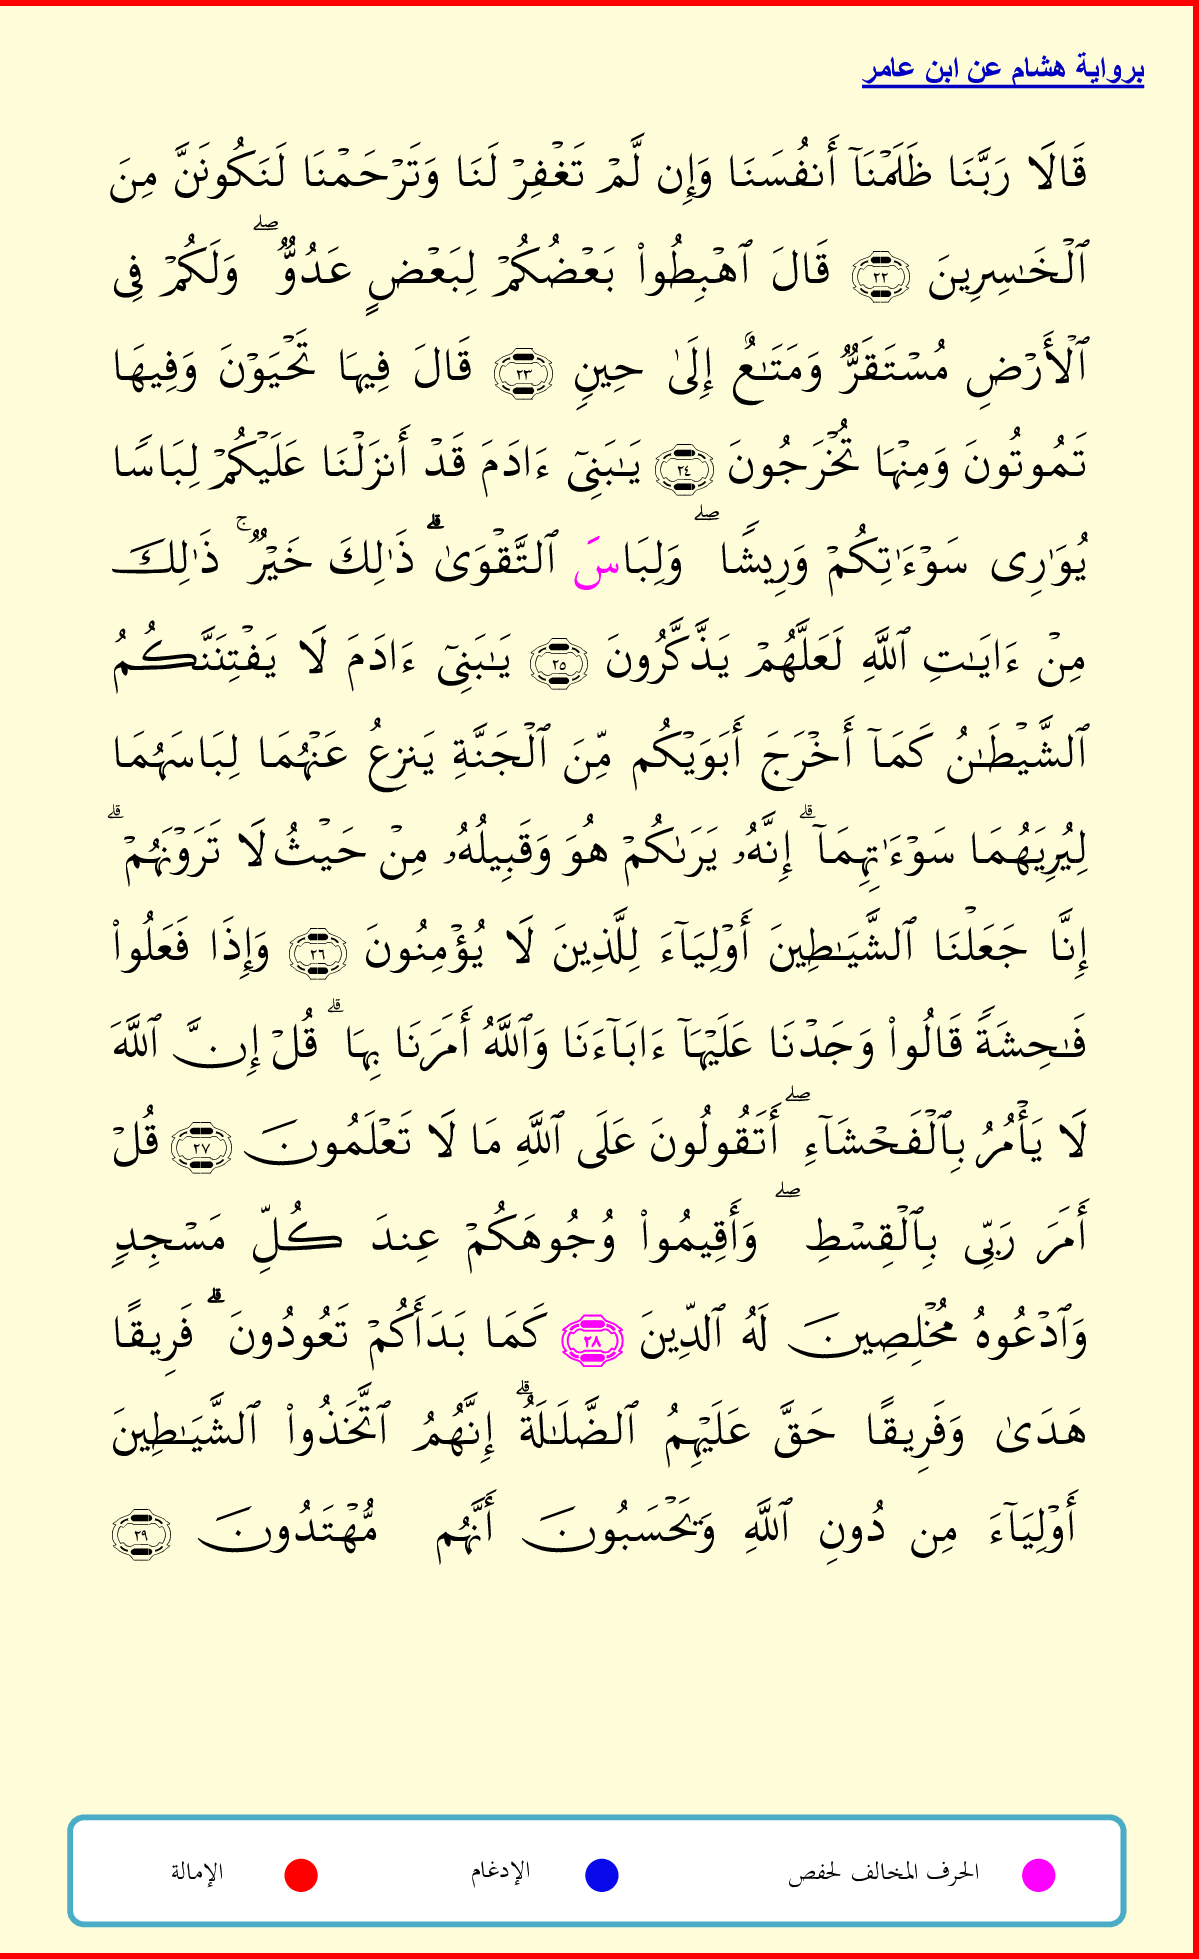 برواية هشام عن ابن عامر
قَالَا رَبَّنَا ظَلَمْنَآ أَنفُسَنَا وَإِن لَّمْ تَغْفِرْ لَنَا وَتَرْحَمْنَا لَنَكُونَنَّ مِنَ
ٱلْخَـٰسِرِينَ ٢٢ قَالَ ٱهْبِطُوا۟ بَعْضُكُمْ لِبَعْضٍ عَدُوٌّ ۖ وَلَكُمْ فِى
ٱلْأَرْضِ مُسْتَقَرٌّ وَمَتَـٰعٌ إِلَىٰ حِينٍ ٢٣ قَالَ فِيهَا تَحْيَوْنَ وَفِيهَا
تَمُوتُونَ وَمِنْهَا تُخْرَجُونَ ٢٤ يَـٰبَنِىٓ ءَادَمَ قَدْ أَنزَلْنَا عَلَيْكُمْ لِبَاسًا
يُوَٰرِى سَوْءَٰتِكُمْ وَرِيشًا ۖ وَلِبَاسَ ٱلتَّقْوَىٰ ۗ ذَٰلِكَ خَيْرٌ ۚ ذَٰلِكَ
مِنْ ءَايَـٰتِ ٱللَّهِ لَعَلَّهُمْ يَذَّكَّرُونَ ٢٥ يَـٰبَنِىٓ ءَادَمَ لَا يَفْتِنَنَّكُمُ
ٱلشَّيْطَـٰنُ كَمَآ أَخْرَجَ أَبَوَيْكُم مِّنَ ٱلْجَنَّةِ يَنزِعُ عَنْهُمَا لِبَاسَهُمَا
لِيُرِيَهُمَا سَوْءَٰتِهِمَآ ۗ إِنَّهُۥ يَرَىٰكُمْ هُوَ وَقَبِيلُهُۥ مِنْ حَيْثُ لَا تَرَوْنَهُمْ ۗ
إِنَّا جَعَلْنَا ٱلشَّيَـٰطِينَ أَوْلِيَآءَ لِلَّذِينَ لَا يُؤْمِنُونَ ٢٦ وَإِذَا فَعَلُوا۟
فَـٰحِشَةً قَالُوا۟ وَجَدْنَا عَلَيْهَآ ءَابَآءَنَا وَٱللَّهُ أَمَرَنَا بِهَا ۗ قُلْ إِنَّ ٱللَّهَ
لَا يَأْمُرُ بِٱلْفَحْشَآءِ ۖ أَتَقُولُونَ عَلَى ٱللَّهِ مَا لَا تَعْلَمُونَ ٢٧ قُلْ
أَمَرَ رَبِّى بِٱلْقِسْطِ ۖ وَأَقِيمُوا۟ وُجُوهَكُمْ عِندَ كُلِّ مَسْجِدٍ
وَٱدْعُوهُ مُخْلِصِينَ لَهُ ٱلدِّينَ ٢٨ كَمَا بَدَأَكُمْ تَعُودُونَ ۗ فَرِيقًا
هَدَىٰ وَفَرِيقًا حَقَّ عَلَيْهِمُ ٱلضَّلَـٰلَةُ ۗ إِنَّهُمُ ٱتَّخَذُوا۟ ٱلشَّيَـٰطِينَ
أَوْلِيَآءَ مِن دُونِ ٱللَّهِ وَيَحْسَبُونَ أَنَّهُم مُّهْتَدُونَ ٢٩
الحرف المخالف لحفص الإدغام الإمالة